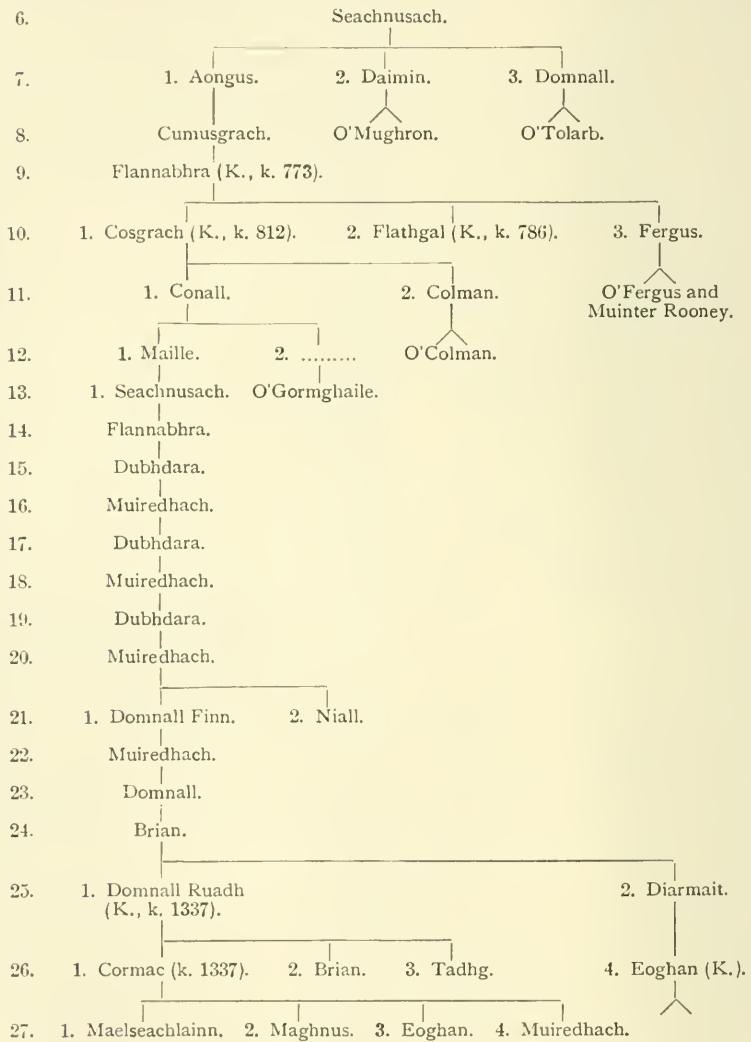 6. Seachnusach.
7. 1. Aongus. 2. Daimin. 3. Domnall.
8. Cumusgrach. O'Mughron. O'Tolarb.
9. Flannabhra (K., k. 773).
10. 1. Cosgrach (K., k. 812). 2. Flathgal (K., k. 786). 3. Fergus.
11. 1. Conall. 2. Colman. O'Fergus and
Muinter Rooney.
12. 1. Maille. 2. ......... O'Colman.
13. 1. Seachnusach. O'Gormghaile.
14. Flannabhra.
15. Dubhdara.
16. Muiredhach.
17. Dubhdara.
18. Muiredhach.
19. Dubhdara.
20. Muiredhach.
21. 1. Domnall Finn. 2. Niall.
22. Muiredhach.
23. Domnall.
24. Brian.
25. 1. Domnall Ruadh 2. Diarmait.
(K., k. 1337).
26. 1. Cormac (k. 1337). 2. Brian. 3. Tadhg. 4. Eoghan (K.).
27. 1. Maelseachlainn. 2. Maghnus. 3. Eoghan. 4. Muiredhach.